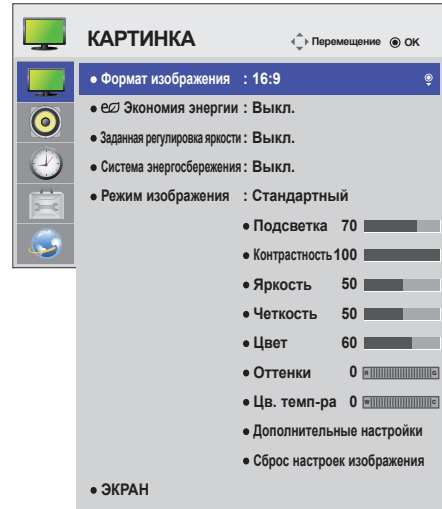 КАРТИНКА Перемещение OK
• Формат изображения : 16:9
• Экономия энергии : Выкл.
• Заданная регулировка яркости : Выкл.
• Система энергосбережения : Выкл.
• Режим изображения : Стандартный
• Подсветка 70
• Контрастность 100
• Яркость 50
• Четкость 50
• Цвет 60
• Оттенки 0 R G
• Цв. темп-ра 0 W C
• Дополнительные настройки
• Сброс настроек изображения
• ЭКРАН